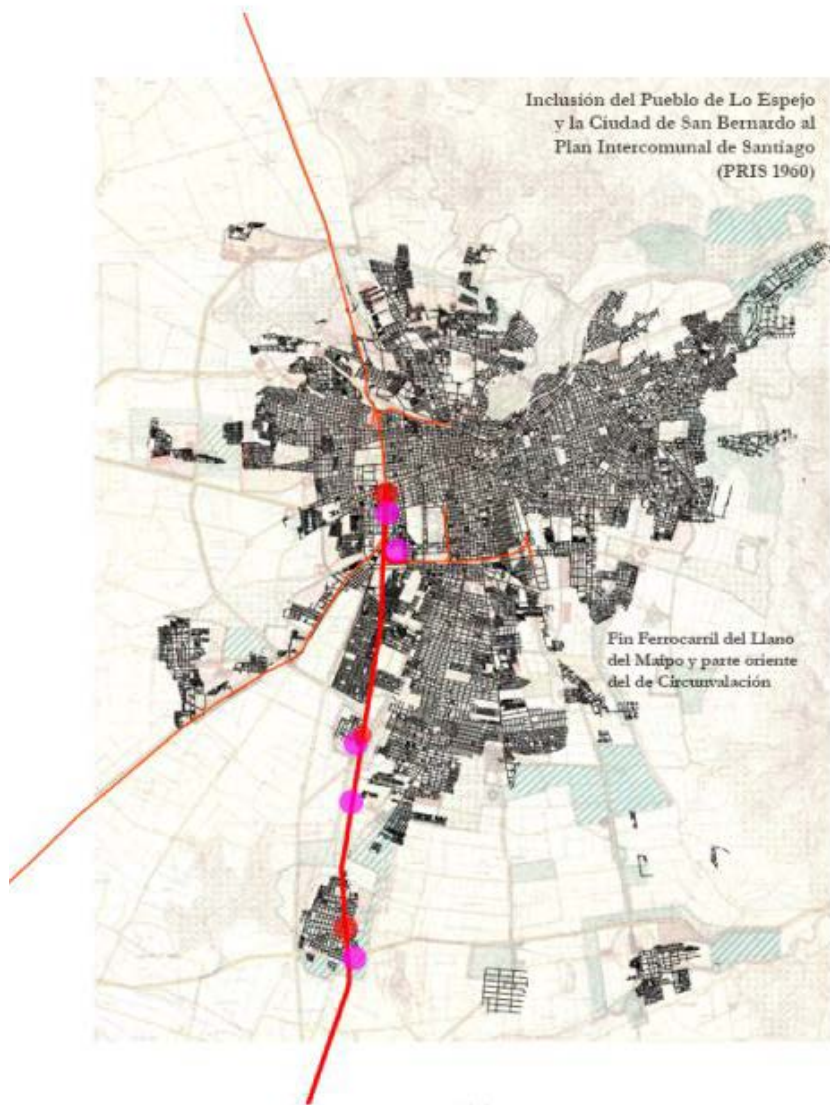 Inclusión del Pueblo de Lo Espejo
y la Ciudad de San Bernardo al
Plan Intercomunal de Santiago
(PRIS 1960)
Fin Ferrocarril del Llano
del Maipo y parte oriente
del de Circunvalación